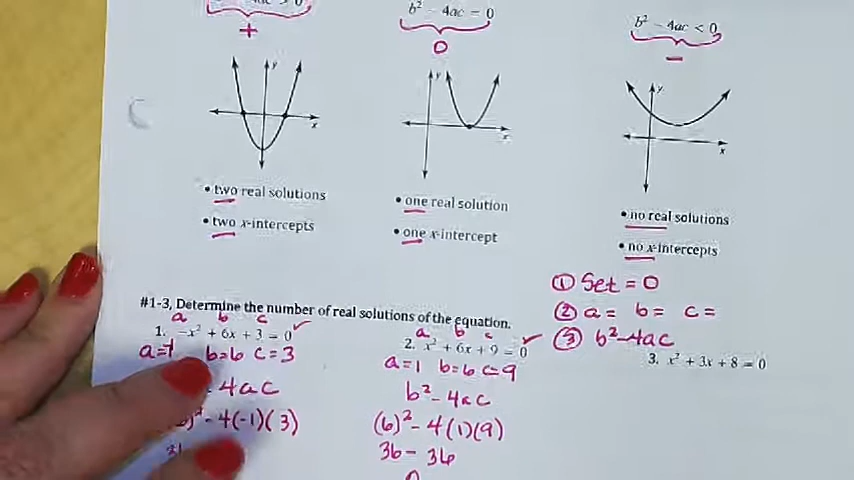 b² - 4ac = 0
b² - 4ac < 0
+
0
−
y
y
y
x
x
x
• two real solutions
• one real solution
• no real solutions
• two x-intercepts
• one x-intercept
• no x-intercepts
① Set = 0
② a= b= c=
③ b²-4ac
#1-3, Determine the number of real solutions of the equation.
a b c
1. -x² + 6x + 3 = 0 ✓
b=6 c=3
4ac
- 4(-1)(3)
a b c
2. x² + 6x + 9 = 0 ✓
a=1 b=6 c=9
b²-4ac
(6)² - 4(1)(9)
36 - 36
3. x² + 3x + 8 = 0